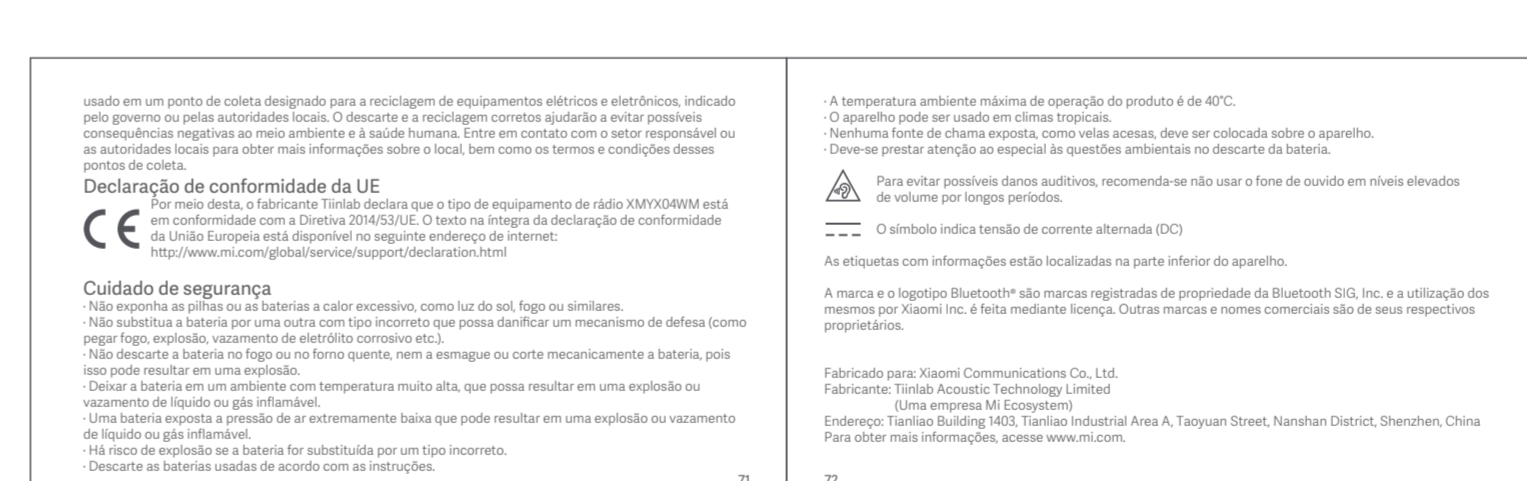 usado em um ponto de coleta designado para a reciclagem de equipamentos elétricos e eletrônicos, indicado
pelo governo ou pelas autoridades locais. O descarte e a reciclagem corretos ajudarão a evitar possíveis
consequências negativas ao meio ambiente e à saúde humana. Entre em contato com o setor responsável ou
as autoridades locais para obter mais informações sobre o local, bem como os termos e condições desses
pontos de coleta.
Declaração de conformidade da UE
CE
Por meio desta, o fabricante Tiinlab declara que o tipo de equipamento de rádio XMYX04WM está
em conformidade com a Diretiva 2014/53/UE. O texto na íntegra da declaração de conformidade
da União Europeia está disponível no seguinte endereço de internet:
http://www.mi.com/global/service/support/declaration.html
Cuidado de segurança
· Não exponha as pilhas ou as baterias a calor excessivo, como luz do sol, fogo ou similares.
· Não substitua a bateria por uma outra com tipo incorreto que possa danificar um mecanismo de defesa (como
pegar fogo, explosão, vazamento de eletrólito corrosivo etc.).
· Não descarte a bateria no fogo ou no forno quente, nem a esmague ou corte mecanicamente a bateria, pois
isso pode resultar em uma explosão.
· Deixar a bateria em um ambiente com temperatura muito alta, que possa resultar em uma explosão ou
vazamento de líquido ou gás inflamável.
· Uma bateria exposta a pressão de ar extremamente baixa que pode resultar em uma explosão ou vazamento
de líquido ou gás inflamável.
· Há risco de explosão se a bateria for substituída por um tipo incorreto.
· Descarte as baterias usadas de acordo com as instruções.
71
· A temperatura ambiente máxima de operação do produto é de 40°C.
· O aparelho pode ser usado em climas tropicais.
· Nenhuma fonte de chama exposta, como velas acesas, deve ser colocada sobre o aparelho.
· Deve-se prestar atenção ao especial às questões ambientais no descarte da bateria.
Para evitar possíveis danos auditivos, recomenda-se não usar o fone de ouvido em níveis elevados
de volume por longos períodos.
O símbolo indica tensão de corrente alternada (DC)
As etiquetas com informações estão localizadas na parte inferior do aparelho.
A marca e o logotipo Bluetooth® são marcas registradas de propriedade da Bluetooth SIG, Inc. e a utilização dos
mesmos por Xiaomi Inc. é feita mediante licença. Outras marcas e nomes comerciais são de seus respectivos
proprietários.
Fabricado para: Xiaomi Communications Co., Ltd.
Fabricante: Tiinlab Acoustic Technology Limited
(Uma empresa Mi Ecosystem)
Endereço: Tianliao Building 1403, Tianliao Industrial Area A, Taoyuan Street, Nanshan District, Shenzhen, China
Para obter mais informações, acesse www.mi.com.
72